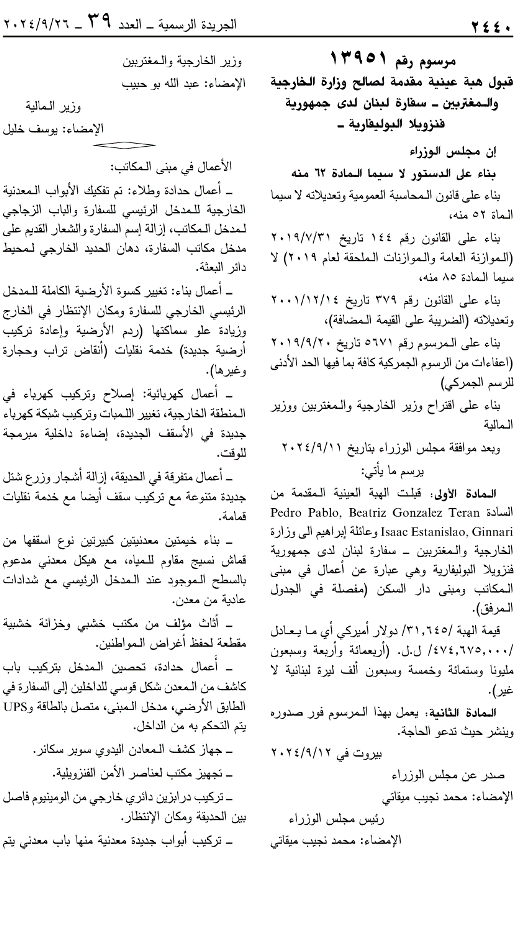 ٢٤٤٠
الجريدة الرسمية ــ العدد ٣٩ ــ ٢٠٢٤/٩/٢٦
مرسوم رقم ١٣٩٥١
قبول هبة عينية مقدمة لصالح وزارة الخارجية
والمغتربين ــ سفارة لبنان لدى جمهورية
فنزويلا البوليفارية ــ
إن مجلس الوزراء
بناء على الدستور لا سيما المادة ٦٢ منه
بناء على قانون المحاسبة العمومية وتعديلاته لا سيما
الماة ٥٢ منه،
بناء على القانون رقم ١٤٤ تاريخ ٢٠١٩/٧/٣١
(الموازنة العامة والموازنات الملحقة لعام ٢٠١٩) لا
سيما المادة ٨٥ منه،
بناء على القانون رقم ٣٧٩ تاريخ ٢٠٠١/١٢/١٤
وتعديلاته (الضريبة على القيمة المضافة)،
بناء على المرسوم رقم ٥٦٧١ تاريخ ٢٠١٩/٩/٢٠
(اعفاءات من الرسوم الجمركية كافة بما فيها الحد الأدنى
للرسم الجمركي)
بناء على اقتراح وزير الخارجية والمغتربين ووزير
المالية
وبعد موافقة مجلس الوزراء بتاريخ ٢٠٢٤/٩/١١
يرسم ما يأتي:
المادة الأولى: قبلت الهبة العينية المقدمة من
السادة Pedro Pablo, Beatriz Gonzalez Teran
Isaac Estanislao, Ginnari وعائلة إبراهيم الى وزارة
الخارجية والمغتربين ــ سفارة لبنان لدى جمهورية
فنزويلا البوليفارية وهي عبارة عن أعمال في مبنى
المكاتب ومبنى دار السكن (مفصلة في الجدول
المرفق).
قيمة الهبة /٣١,٦٤٥/ دولار أميركي أي ما يعادل
/٤٧٤,٦٧٥,٠٠٠/ ل.ل. (أربعمائة وأربعة وسبعون
مليونا وستمائة وخمسة وسبعون ألف ليرة لبنانية لا
غير).
المادة الثانية: يعمل بهذا المرسوم فور صدوره
وينشر حيث تدعو الحاجة.
بيروت في ٢٠٢٤/٩/١٢
صدر عن مجلس الوزراء
الإمضاء: محمد نجيب ميقاتي
رئيس مجلس الوزراء
الإمضاء: محمد نجيب ميقاتي
وزير الخارجية والمغتربين
الإمضاء: عبد الله بو حبيب
وزير المالية
الإمضاء: يوسف خليل
الأعمال في مبنى المكاتب:
ــ أعمال حدادة وطلاء: تم تفكيك الأبواب المعدنية
الخارجية للمدخل الرئيسي للسفارة والباب الزجاجي
لمدخل المكاتب، إزالة إسم السفارة والشعار القديم على
مدخل مكاتب السفارة، دهان الحديد الخارجي لمحيط
دائر البعثة.
ــ أعمال بناء: تغيير كسوة الأرضية الكاملة للمدخل
الرئيسي الخارجي للسفارة ومكان الإنتظار في الخارج
وزيادة علو سماكتها (ردم الأرضية وإعادة تركيب
أرضية جديدة) خدمة نقليات (أنقاض تراب وحجارة
وغيرها).
ــ أعمال كهربائية: إصلاح وتركيب كهرباء في
المنطقة الخارجية، تغيير اللمبات وتركيب شبكة كهرباء
جديدة في الأسقف الجديدة، إضاءة داخلية مبرمجة
للوقت.
ــ أعمال متفرقة في الحديقة، إزالة أشجار وزرع شتل
جديدة متنوعة مع تركيب سقف أيضا مع خدمة نقليات
قمامة.
ــ بناء خيمتين معدنيتين كبيرتين نوع اسقفها من
قماش نسيج مقاوم للمياه، مع هيكل معدني مدعوم
بالسطح الموجود عند المدخل الرئيسي مع شدادات
عادية من معدن.
ــ أثاث مؤلف من مكتب خشبي وخزانة خشبية
مقطعة لحفظ أغراض المواطنين.
ــ أعمال حدادة، تحصين المدخل بتركيب باب
كاشف من المعدن شكل قوسي للداخلين إلى السفارة في
الطابق الأرضي، مدخل المبنى، متصل بالطاقة وUPS
يتم التحكم به من الداخل.
ــ جهاز كشف المعادن اليدوي سوبر سكانر.
ــ تجهيز مكتب لعناصر الأمن الفنزويلية.
ــ تركيب درابزين دائري خارجي من الومينيوم فاصل
بين الحديقة ومكان الإنتظار.
ــ تركيب أبواب جديدة معدنية منها باب معدني يتم